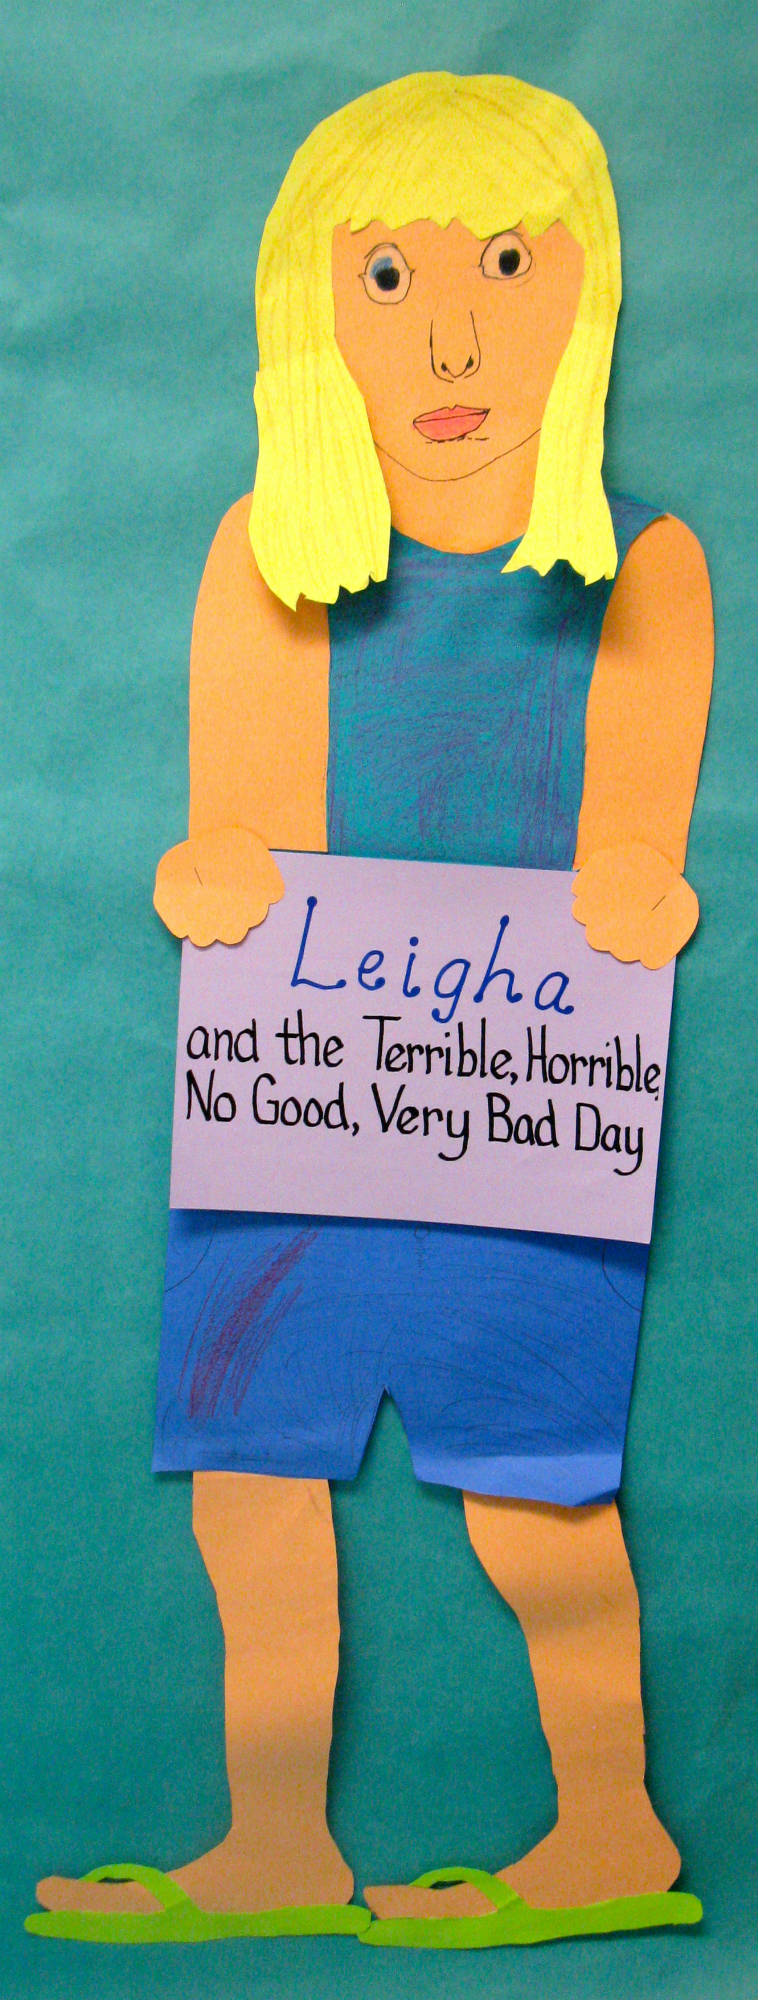 Leigha
and the Terrible, Horrible,
No Good, Very Bad Day